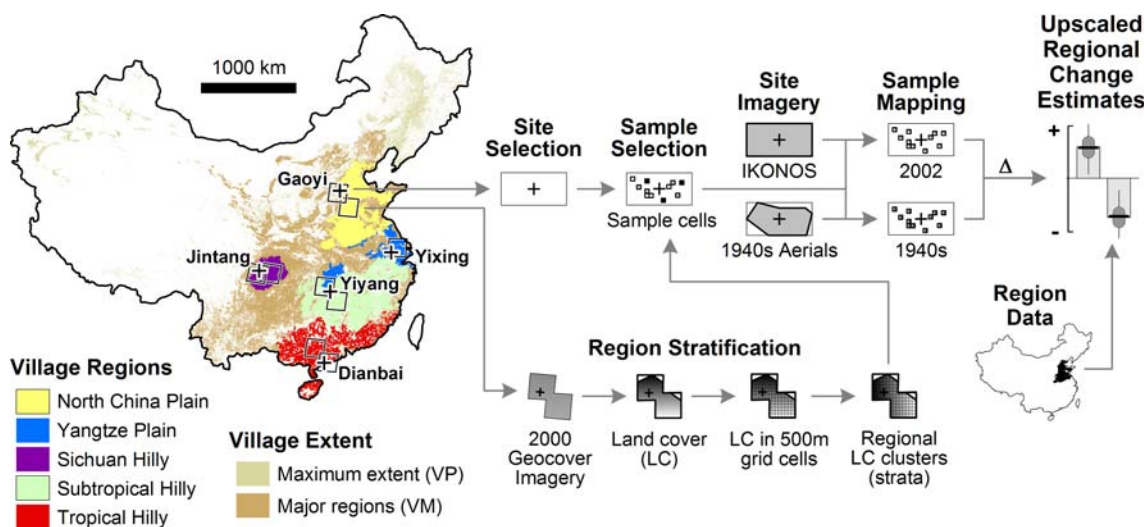 1000 km
Gaoyi
Jintang
Yixing
Yiyang
Dianbai
Village Regions
North China Plain
Yangtze Plain
Sichuan Hilly
Subtropical Hilly
Tropical Hilly
Village Extent
Maximum extent (VP)
Major regions (VM)
Site
Selection
Sample
Selection
Sample cells
Site
Imagery
IKONOS
1940s Aerials
Sample
Mapping
2002
1940s
Δ
Upscaled
Regional
Change
Estimates
+
-
Region
Data
Region Stratification
2000
Geocover
Imagery
Land cover
(LC)
LC in 500m
grid cells
Regional
LC clusters
(strata)